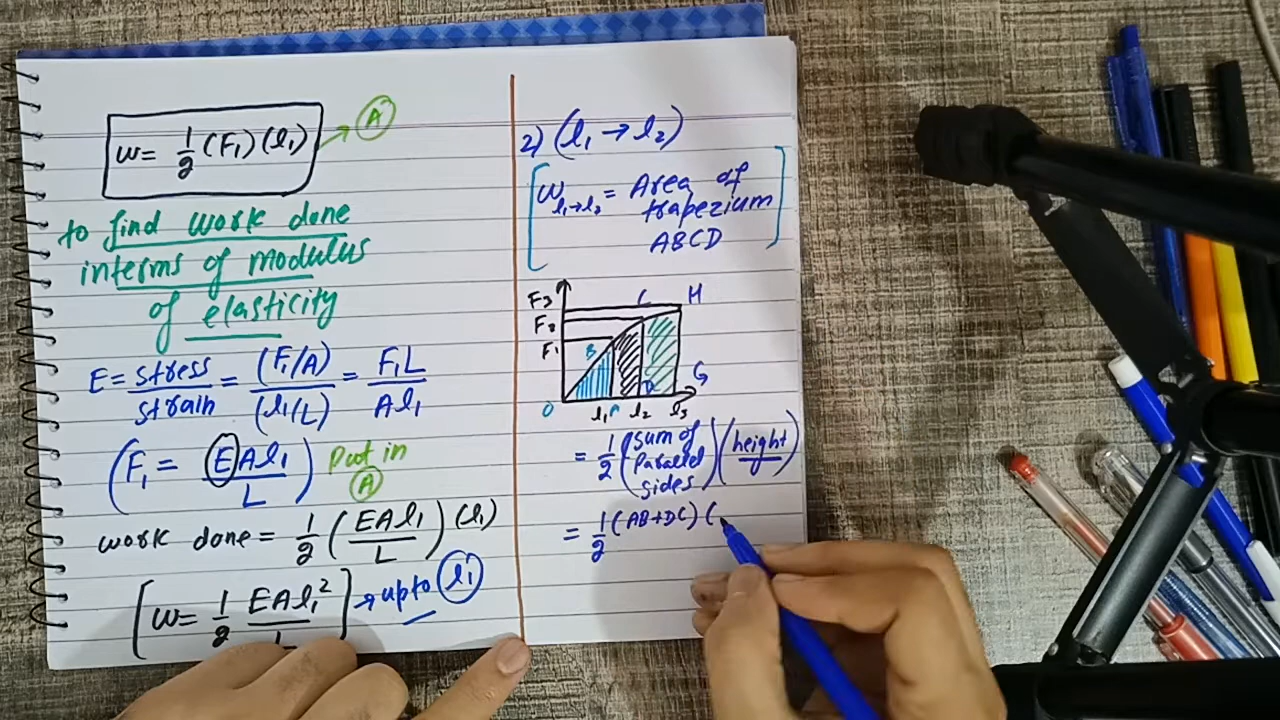 W= 1/2 (F₁)(l₁) → A
to find work done
interms of modulus
of elasticity
E = stress/strain = (F₁/A)/(l₁/L) = F₁L/Al₁
(F₁ = EAl₁/L) put in A
work done = 1/2 (EAl₁/L) (l₁)
[W= 1/2 EAl₁²/] → upto l₁
2) (l₁ → l₂)
[W l₁→l₂ = Area of
trapezium
ABCD]
F₃ C H
F₂
F₁ B
D G
O l₁ A l₂ l₃
= 1/2 (sum of
parallel
sides) (height)
= 1/2 (AB+DC) (